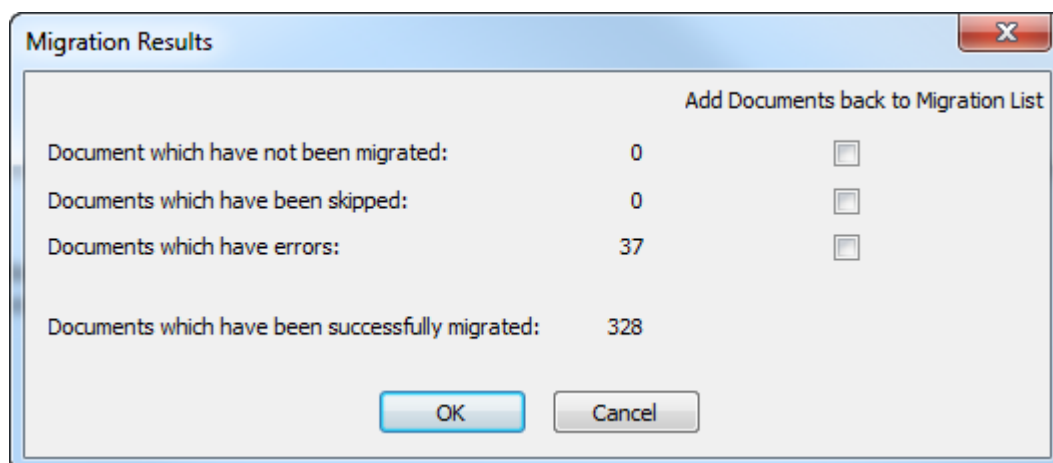 Migration Results
Add Documents back to Migration List
Document which have not been migrated: 0
Documents which have been skipped: 0
Documents which have errors: 37
Documents which have been successfully migrated: 328
OK Cancel